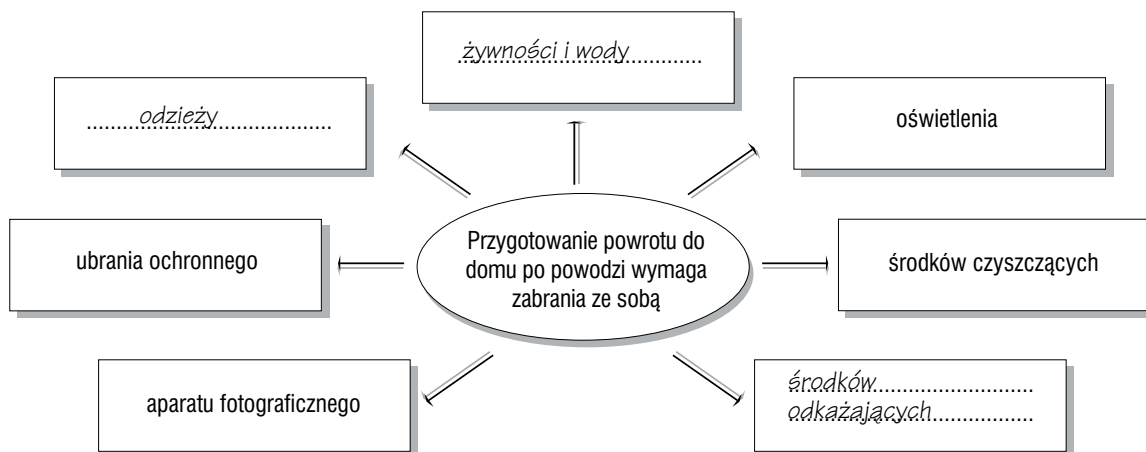 żywności i wody
odzieży
oświetlenia
Przygotowanie powrotu do
domu po powodzi wymaga
zabrania ze sobą
ubrania ochronnego
środków czyszczących
aparatu fotograficznego
środków
odkażających